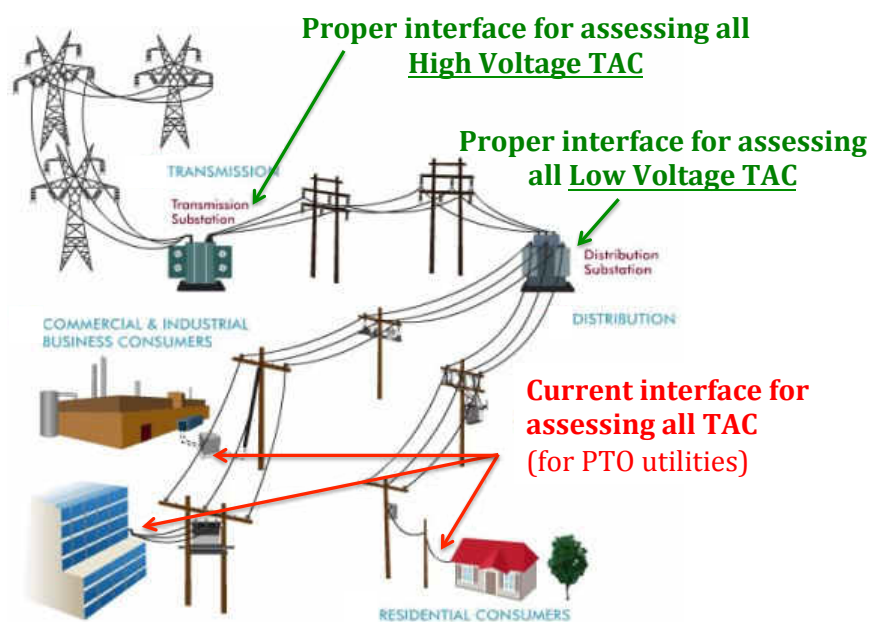 Proper interface for assessing all
High Voltage TAC
Proper interface for assessing
all Low Voltage TAC
TRANSMISSION
Transmission
Substation
Distribution
Substation
DISTRIBUTION
COMMERCIAL & INDUSTRIAL
BUSINESS CONSUMERS
Current interface for
assessing all TAC
(for PTO utilities)
RESIDENTIAL CONSUMERS